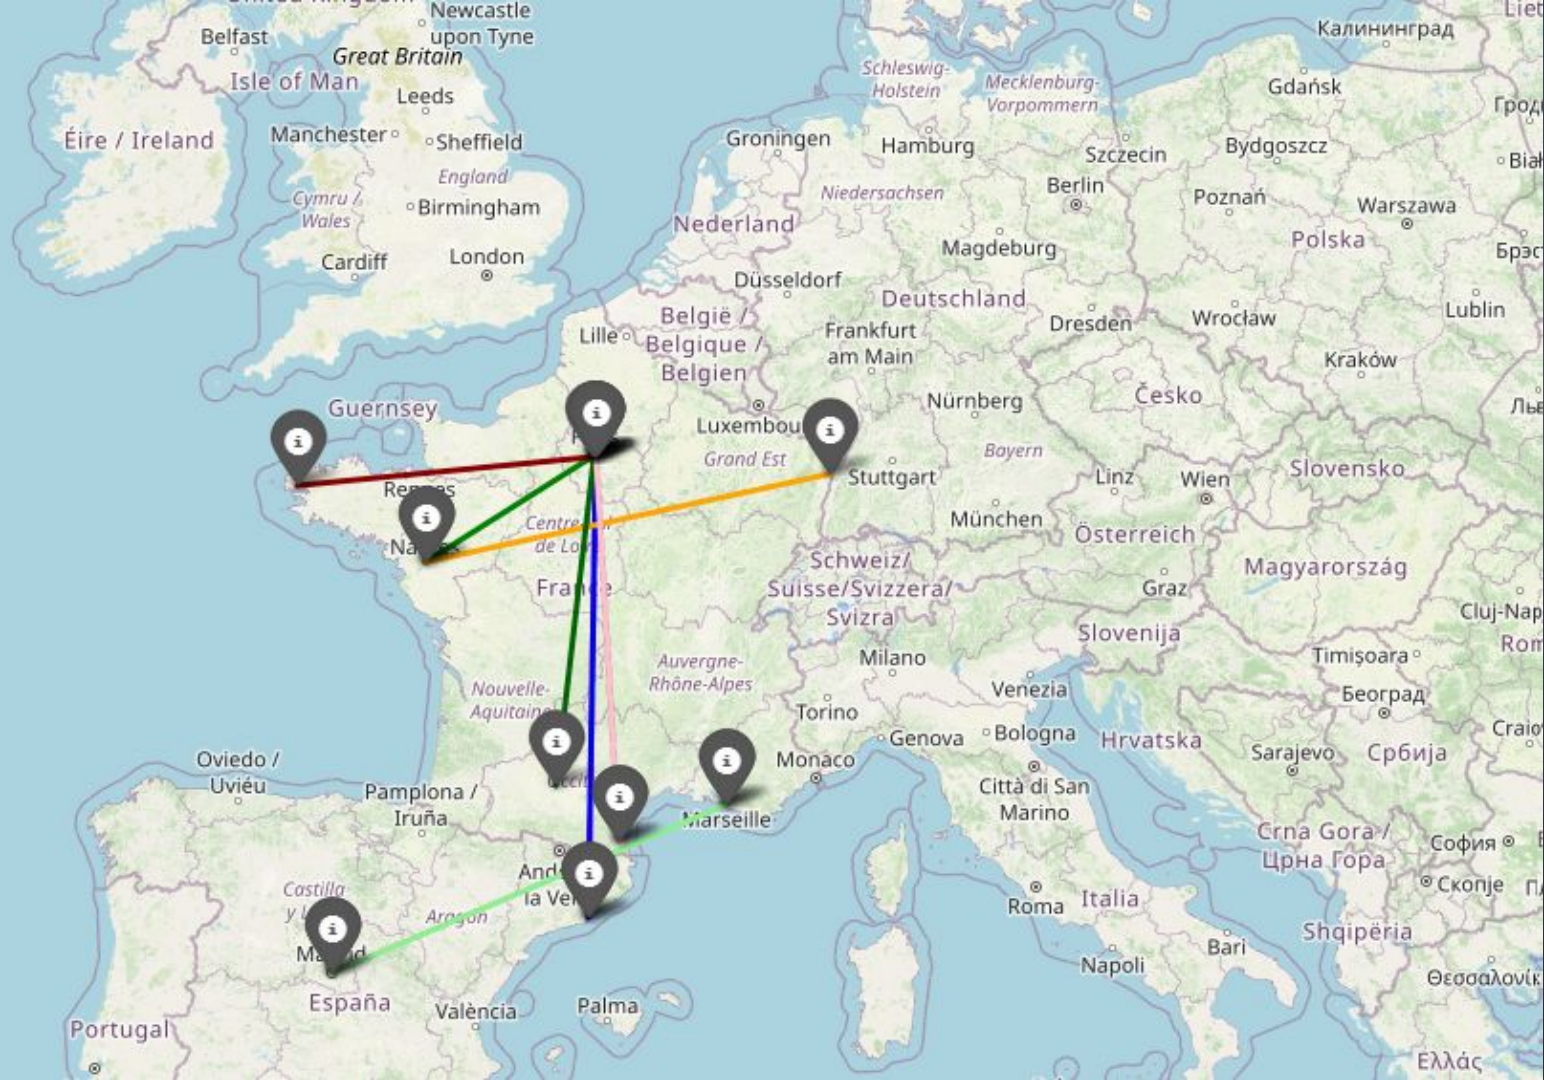 Newcastle
upon Tyne
Belfast
Great Britain
Isle of Man
Leeds
Éire / Ireland
Manchester
Sheffield
England
Cymru /
Wales
Birmingham
Cardiff
London
Калининград
Schleswig-
Holstein
Mecklenburg-
Vorpommern
Gdańsk
Groningen
Hamburg
Szczecin
Bydgoszcz
Niedersachsen
Berlin
Poznań
Warszawa
Nederland
Magdeburg
Polska
Düsseldorf
Deutschland
België /
Belgique /
Belgien
Lille
Frankfurt
am Main
Dresden
Wrocław
Lublin
Kraków
Guernsey
Nürnberg
Česko
Luxembou
Grand Est
Bayern
Stuttgart
Linz
Wien
Slovensko
München
Österreich
Schweiz/
Suisse/Svizzera/
Svizra
Graz
Magyarország
Cluj-Nap
France
Slovenija
Milano
Timișoara
Auvergne-
Rhône-Alpes
Nouvelle-
Aquitaine
Venezia
Београд
Torino
Genova
Bologna
Hrvatska
Sarajevo
Србија
Monaco
Oviedo /
Uviéu
Pamplona /
Iruña
Città di San
Marino
Marseille
Crna Gora /
Црна Гора
София
Скопје
Castilla
Aragón
Roma
Italia
Shqipëria
Bari
Napoli
España
València
Palma
Portugal
Ελλάς